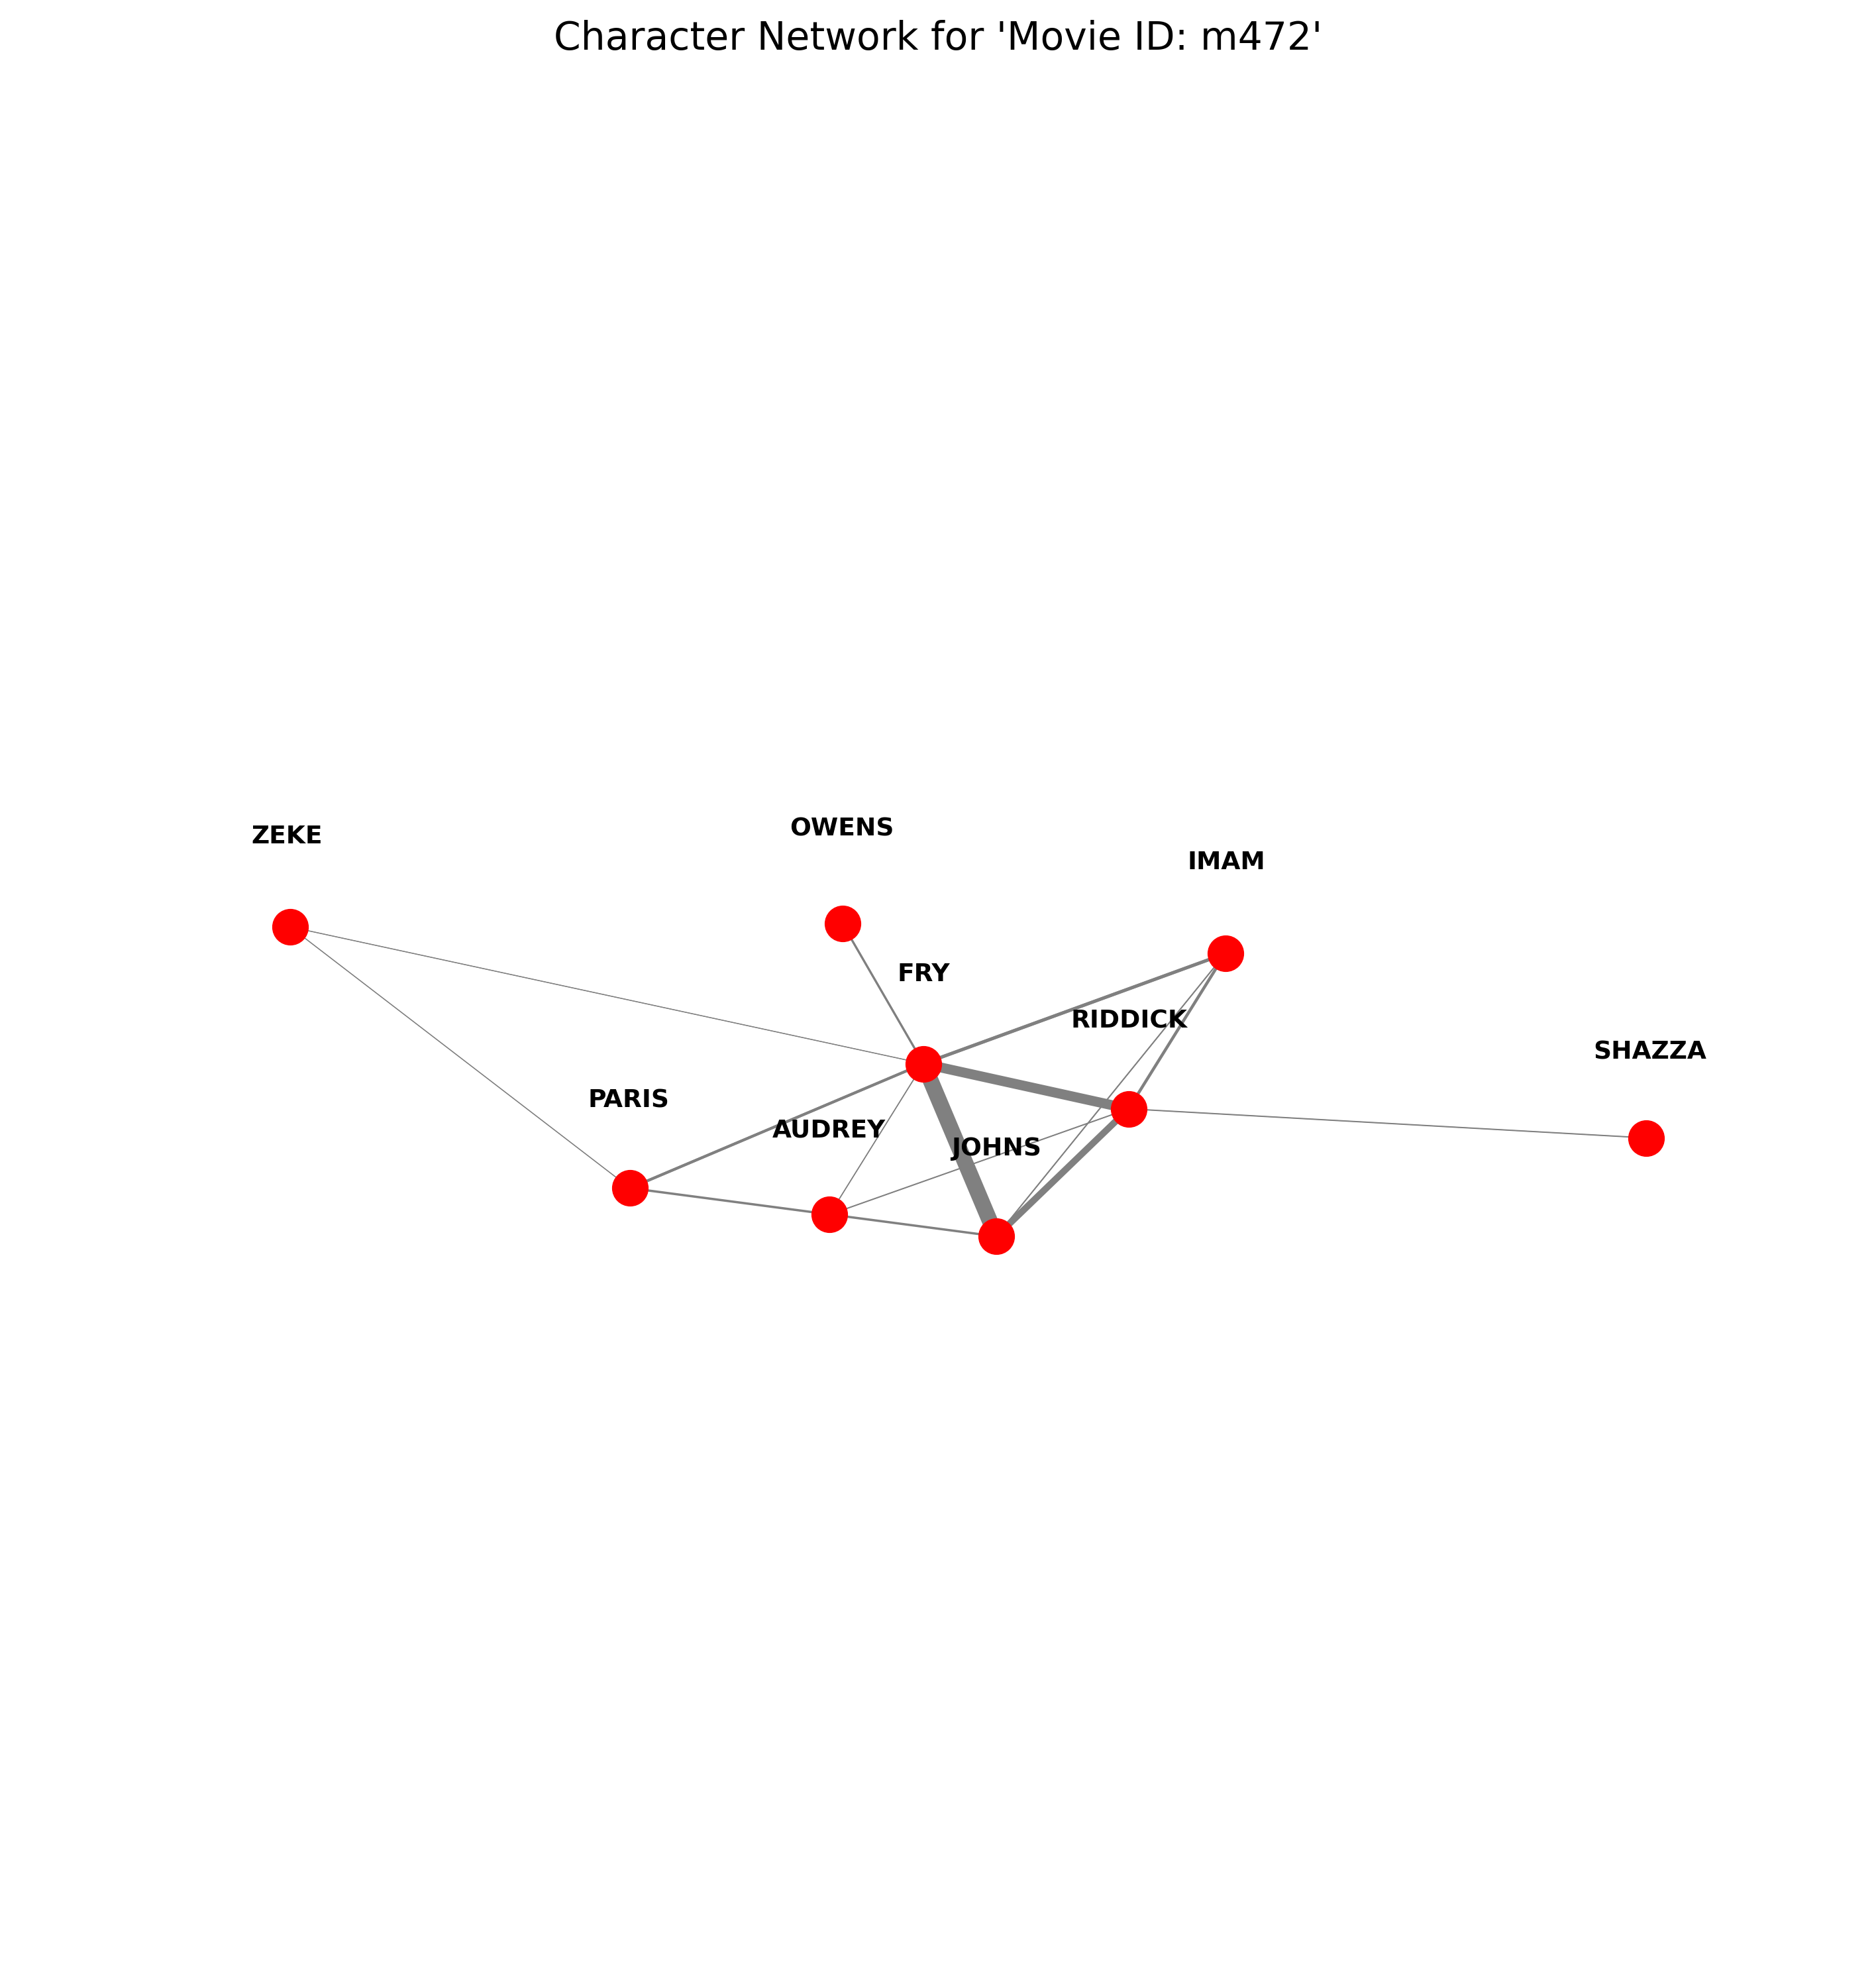 Character Network for 'Movie ID: m472'
ZEKE
OWENS
IMAM
FRY
RIDDICK
SHAZZA
PARIS
AUDREY
JOHNS